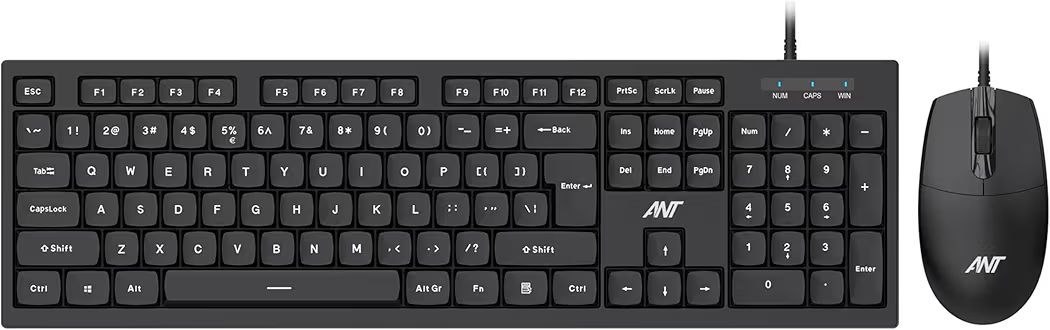 Esc F1 F2 F3 F4 F5 F6 F7 F8 F9 F10 F11 F12 PrtSc ScrLk Pause
NUM CAPS WIN
`~ 1! 2@ 3# 4$ 5% € 6^ 7& 8* 9( 0) -_ =+ ←Back Ins Home PgUp Num / * -
Tab Q W E R T Y U I O P [{ ]} Enter Del End PgDn 7 8 9 +
CapsLock A S D F G H J K L ;: '" \| ANT 4 5 6
⇧Shift Z X C V B N M ,< .> /? ⇧Shift ↑ 1 2 3 Enter
Ctrl Alt Alt Gr Fn Ctrl ← ↓ → 0 .
ANT